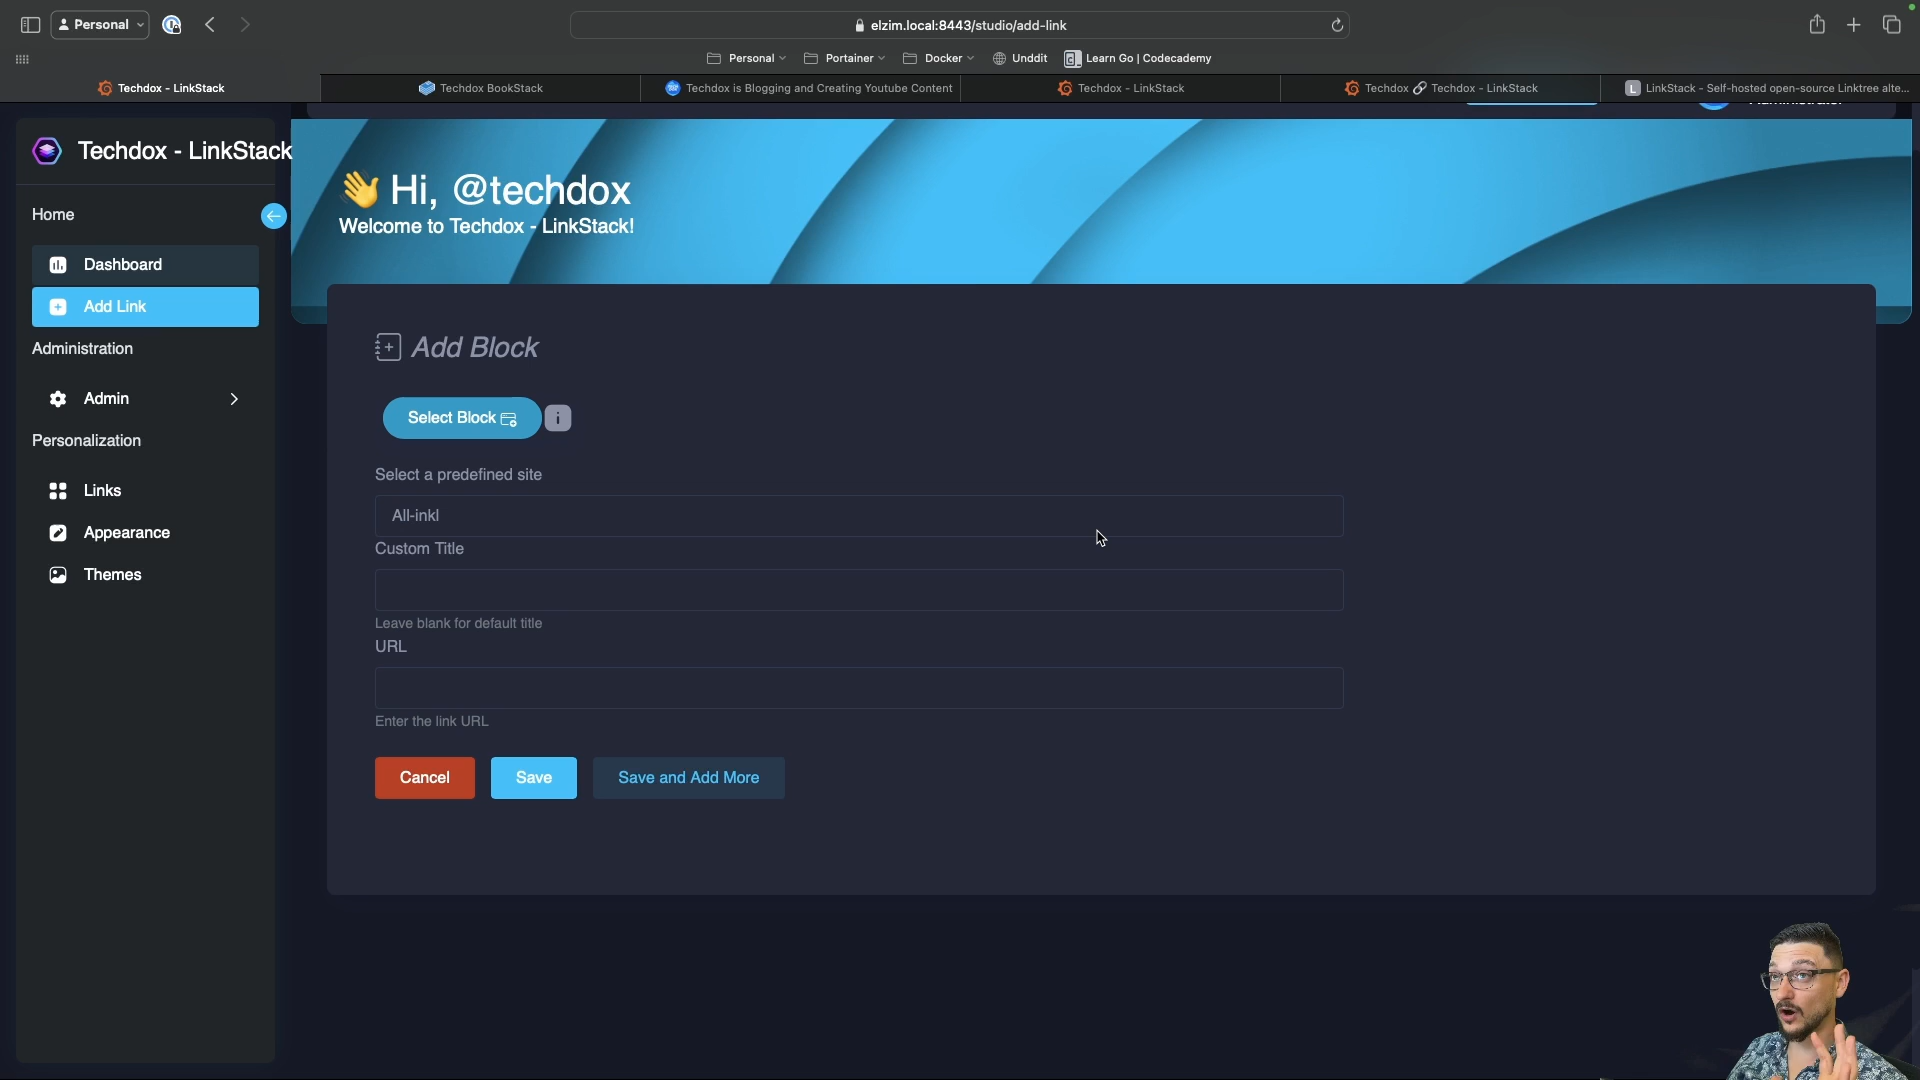 Personal
elzim.local:8443/studio/add-link
Personal
Portainer
Docker
Unddit
Learn Go | Codecademy
Techdox - LinkStack
Techdox BookStack
Techdox is Blogging and Creating Youtube Content
Techdox - LinkStack
Techdox 🔗 Techdox - LinkStack
L LinkStack - Self-hosted open-source Linktree alte...
Techdox - LinkStack
Home
Dashboard
Add Link
Administration
Admin
Personalization
Links
Appearance
Themes
👋 Hi, @techdox
Welcome to Techdox - LinkStack!
Add Block
Select Block
i
Select a predefined site
All-inkl
Custom Title
Leave blank for default title
URL
Enter the link URL
Cancel
Save
Save and Add More